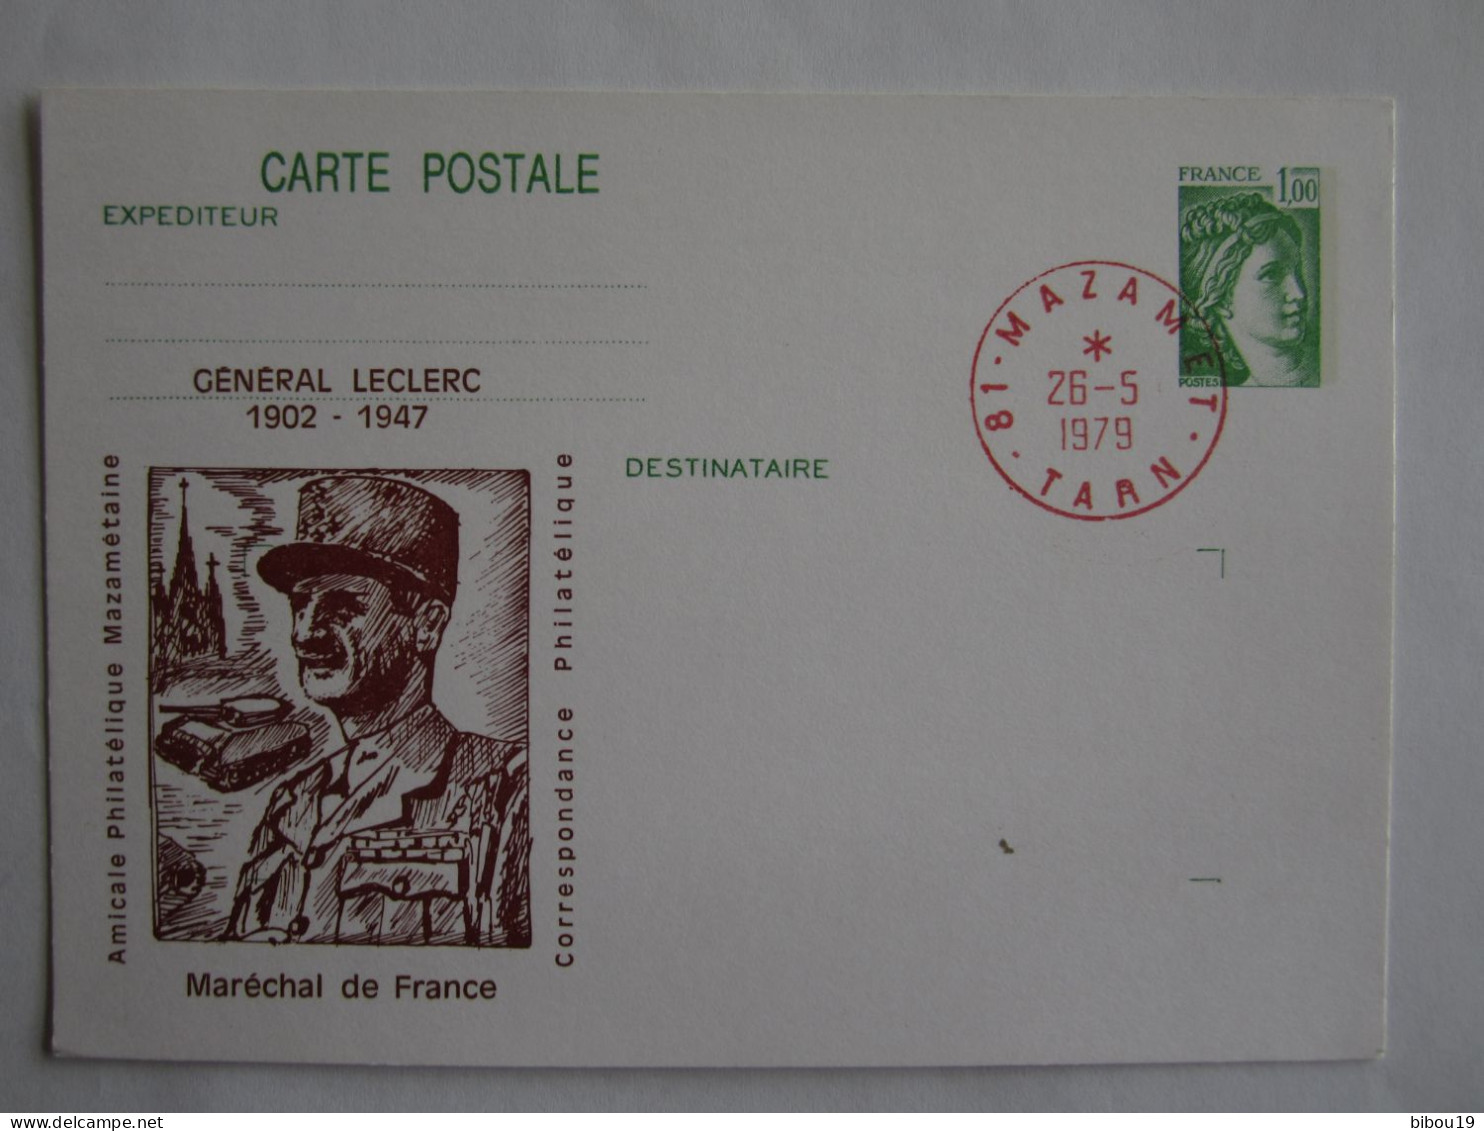 CARTE POSTALE
EXPEDITEUR
FRANCE 1,00
POSTES
81 · MAZAMET · TARN ·
*
26-5
1979
GÉNÉRAL LECLERC
1902 - 1947
DESTINATAIRE
Amicale Philatélique Mazamétaine
Correspondance Philatélique
Maréchal de France
delcampe.net
bibou19